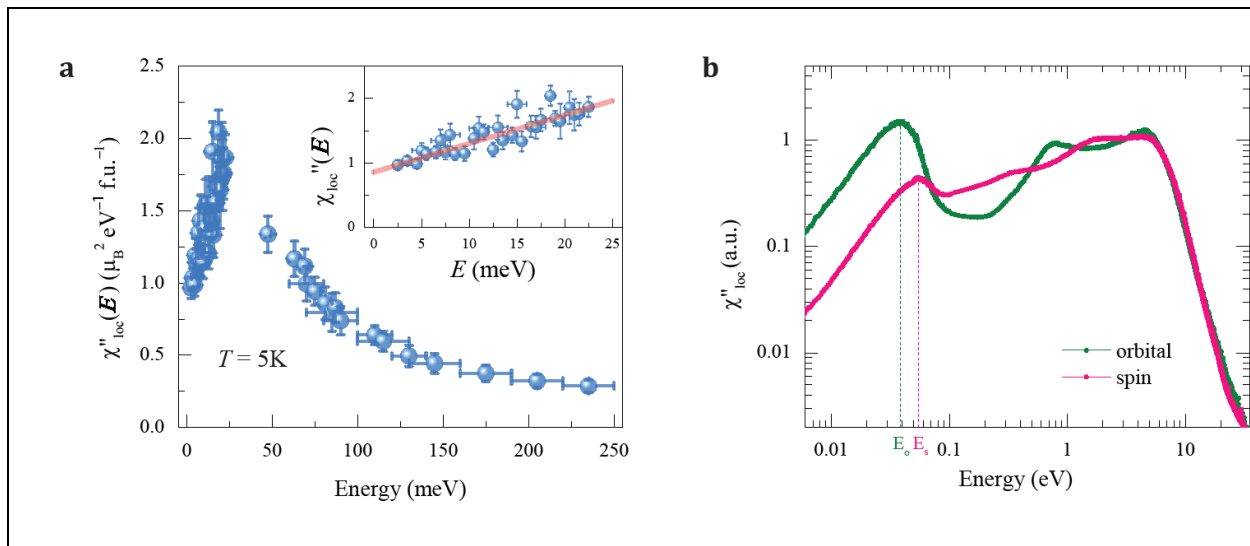 a
χ"loc(E) (μB² eV⁻¹ f.u.⁻¹)
2.5
2.0
1.5
1.0
0.5
0.0
T = 5K
0 50 100 150 200 250
Energy (meV)
χloc"(E)
2
1
0
0 5 10 15 20 25
E (meV)
b
χ"loc (a.u.)
1
0.1
0.01
orbital
spin
0.01 0.1 1 10
Eo Es
Energy (eV)